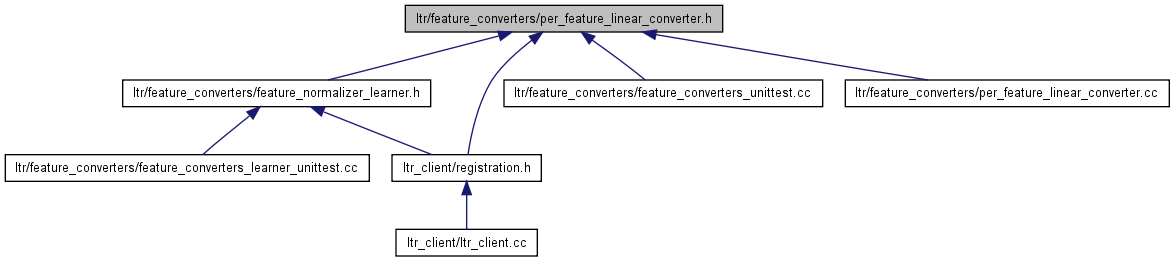 ltr/feature_converters/per_feature_linear_converter.h
ltr/feature_converters/feature_normalizer_learner.h
ltr/feature_converters/feature_converters_unittest.cc
ltr/feature_converters/per_feature_linear_converter.cc
ltr/feature_converters/feature_converters_learner_unittest.cc
ltr_client/registration.h
ltr_client/ltr_client.cc